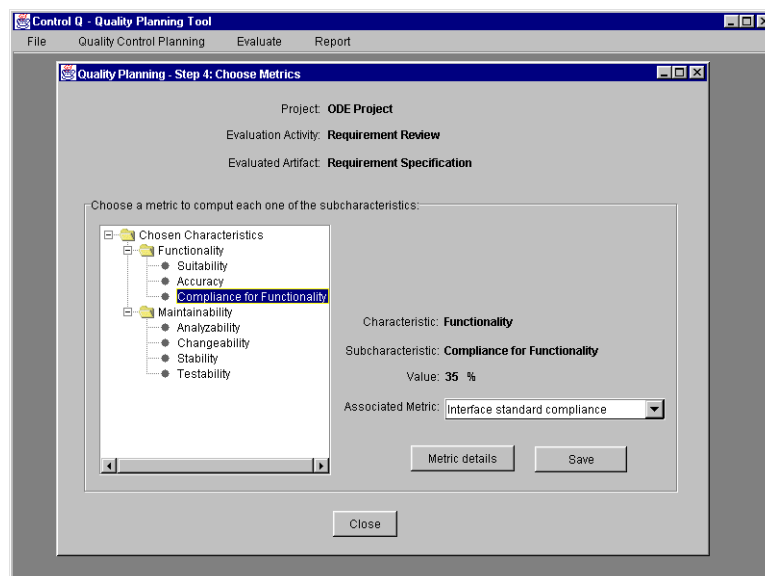 Control Q - Quality Planning Tool
File Quality Control Planning Evaluate Report
Quality Planning - Step 4: Choose Metrics
Project: ODE Project
Evaluation Activity: Requirement Review
Evaluated Artifact: Requirement Specification
Choose a metric to comput each one of the subcharacteristics:
Chosen Characteristics
Functionality
Suitability
Accuracy
Compliance for Functionality
Maintainability
Analyzability
Changeability
Stability
Testability
Characteristic: Functionality
Subcharacteristic: Compliance for Functionality
Value: 35 %
Associated Metric: Interface standard compliance
Metric details Save
Close